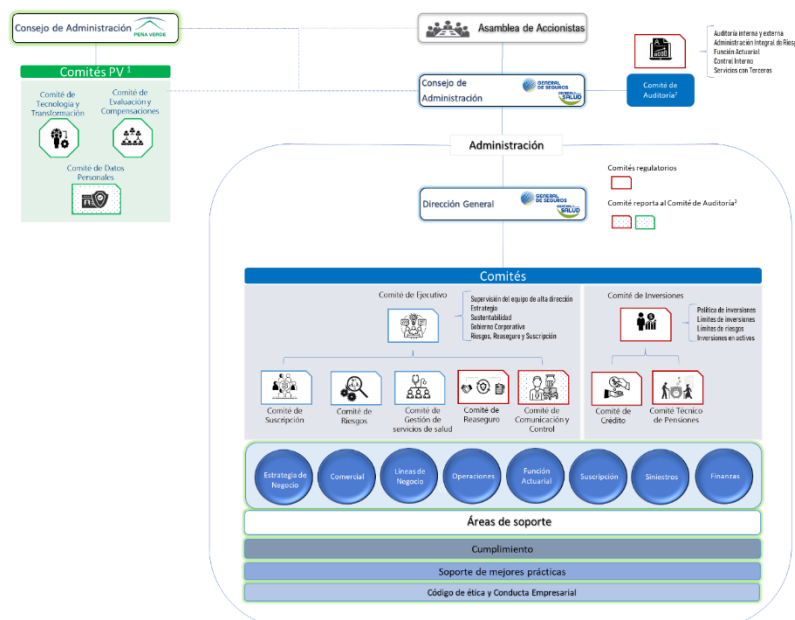 Consejo de Administración
PEÑA VERDE
Asamblea de Accionistas
Auditoría interna y externa
Administración Integral de Riesg
Función Actuarial
Control Interno
Servicios con Terceros
Comités PV 1
Comité de
Tecnología y
Transformación
Comité de
Evaluación y
Compensaciones
Comité de Datos
Personales
Consejo de
Administración
GENERAL
DE SEGUROS
SALUD
Comité de
Auditoría²
Administración
Comités regulatorios
Comité reporta al Comité de Auditoría³
Dirección General
GENERAL
DE SEGUROS
SALUD
Comités
Comité de Ejecutivo
Supervisión del equipo de alta dirección
Estrategia
Sustentabilidad
Gobierno Corporativo
Riesgos, Reaseguro y Suscripción
Comité de Inversiones
Política de inversiones
Límites de inversiones
Límites de riesgos
Inversiones en activos
Comité de
Suscripción
Comité de
Riesgos
Comité de
Gestión de
servicios de salud
Comité de
Reaseguro
Comité de
Comunicación y
Control
Comité de
Crédito
Comité Técnico
de Pensiones
Estrategia de
Negocio
Comercial
Líneas de
Negocio
Operaciones
Función
Actuarial
Suscripción
Siniestros
Finanzas
Áreas de soporte
Cumplimiento
Soporte de mejores prácticas
Código de ética y Conducta Empresarial